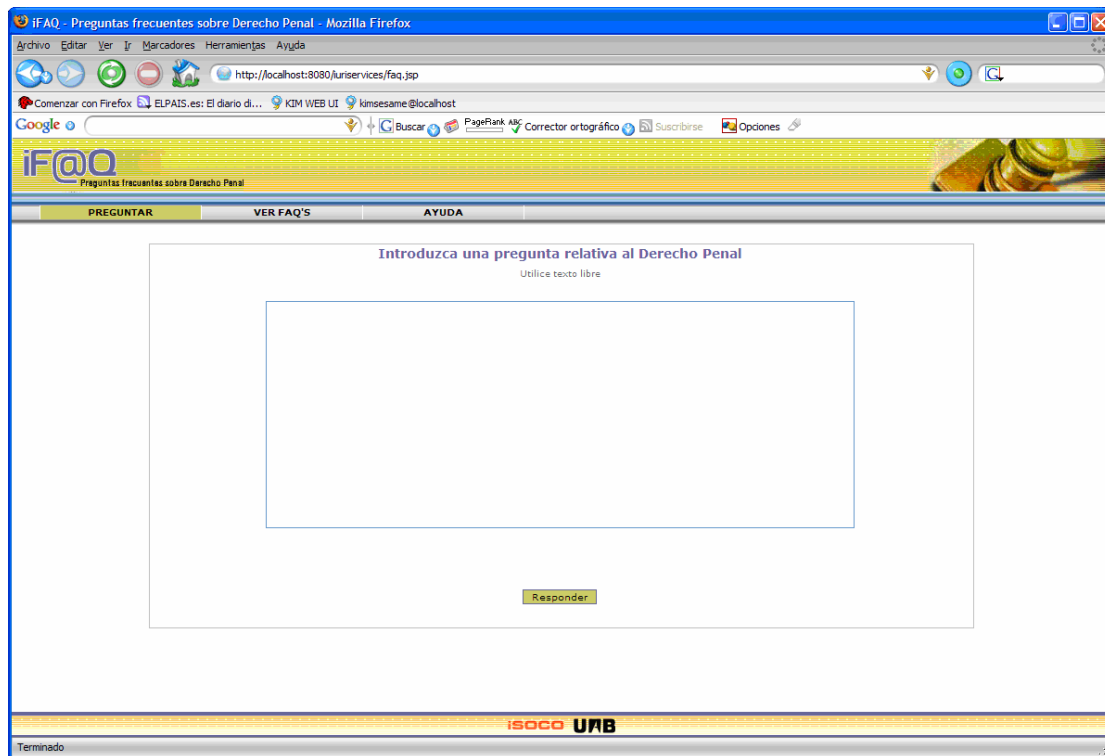 iFAQ - Preguntas frecuentes sobre Derecho Penal - Mozilla Firefox
Archivo Editar Ver Ir Marcadores Herramientas Ayuda
http://localhost:8080/iuriservices/faq.jsp
Comenzar con Firefox ELPAIS.es: El diario di... KIM WEB UI kimsesame@localhost
Google Buscar PageRank ABC Corrector ortográfico Suscribirse Opciones
iF@Q
Preguntas frecuentes sobre Derecho Penal
PREGUNTAR VER FAQ'S AYUDA
Introduzca una pregunta relativa al Derecho Penal
Utilice texto libre
Responder
isoco UAB
Terminado